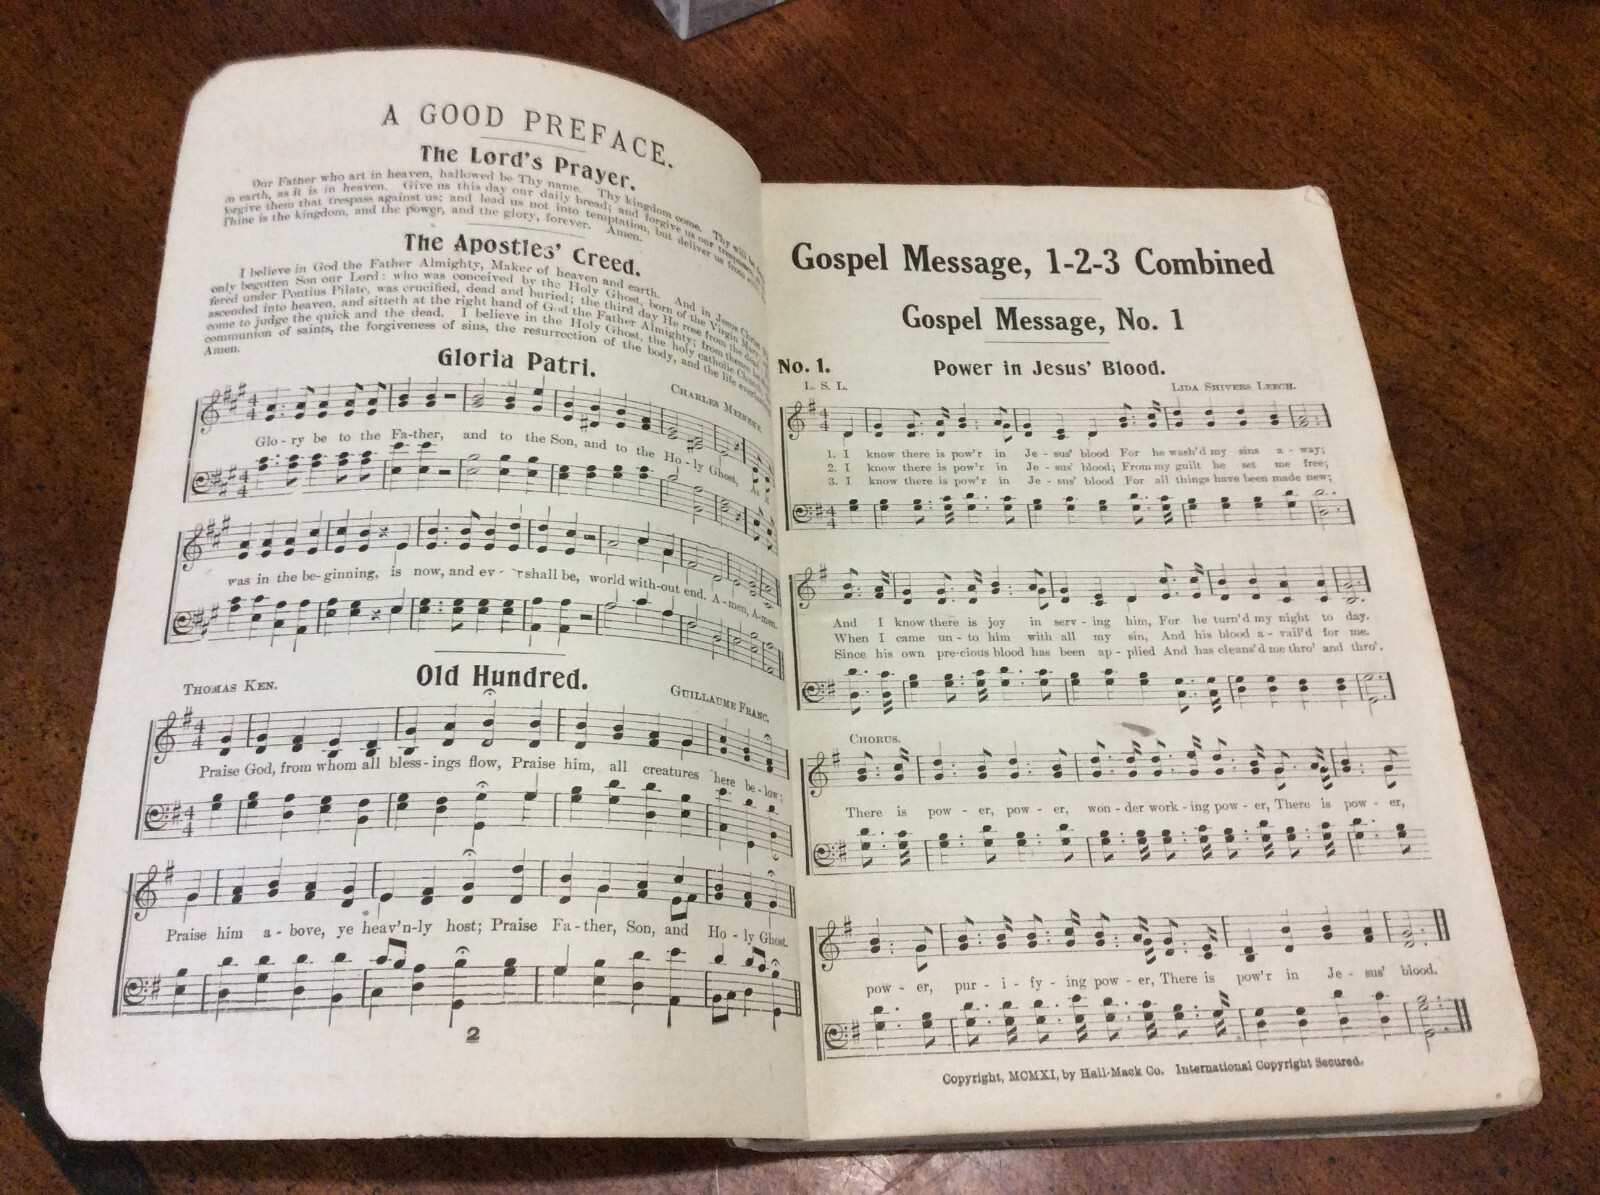 A GOOD PREFACE.
The Lord's Prayer.
Our Father who art in heaven, hallowed be Thy name. Thy kingdom come. Thy will be
earth, as it is in heaven. Give us this day our daily bread; and forgive us our trespasses,
forgive them that trespass against us; and lead us not into temptation, but deliver us from
Thine is the kingdom, and the power, and the glory, forever. Amen.
The Apostles' Creed.
I believe in God the Father Almighty, Maker of heaven and earth. And in Jesus Christ
only begotten Son our Lord: who was conceived by the Holy Ghost, born of the Virgin Mary,
fered under Pontius Pilate, was crucified, dead and buried; the third day He rose from the dead
ascended into heaven, and sitteth at the right hand of God the Father Almighty; from thence
come to judge the quick and the dead. I believe in the Holy Ghost, the holy catholic
communion of saints, the forgiveness of sins, the resurrection of the body, and the life
Amen.
Gloria Patri.
CHARLES MEINEKE.
4
4
Glo - ry be to the Fa-ther, and to the Son, and to the Ho - ly Ghost; As
was in the be-ginning, is now, and ev - shall be, world with-out end. A-men, A-men.
Old Hundred.
THOMAS KEN.
GUILLAUME FRANC.
4
4
Praise God, from whom all bless-ings flow, Praise him, all creatures here be-low;
4
4
Praise him a - bove, ye heav'n-ly host; Praise Fa-ther, Son, and Ho - ly Ghost.
2
Gospel Message, 1-2-3 Combined
Gospel Message, No. 1
No. 1.
Power in Jesus' Blood.
L. S. L.
LIDA SHIVERS LEECH.
4
4
1. I know there is pow'r in Je - sus' blood For he wash'd my sins a - way;
2. I know there is pow'r in Je - sus' blood; From my guilt he set me free;
3. I know there is pow'r in Je - sus' blood For all things have been made new;
4
4
And I know there is joy in serv - ing him, For he turn'd my night to day.
When I came un - to him with all my sin, And his blood a - vail'd for me.
Since his own pre-cious blood has been ap - plied And has cleans'd me thro' and thro'.
CHORUS.
There is pow - er, pow - er, won - der work - ing pow - er, There is pow - er,
pow - er, pur - i - fy - ing pow - er, There is pow'r in Je - sus' blood.
Copyright, MCMXI, by Hall-Mack Co. International Copyright Secured.